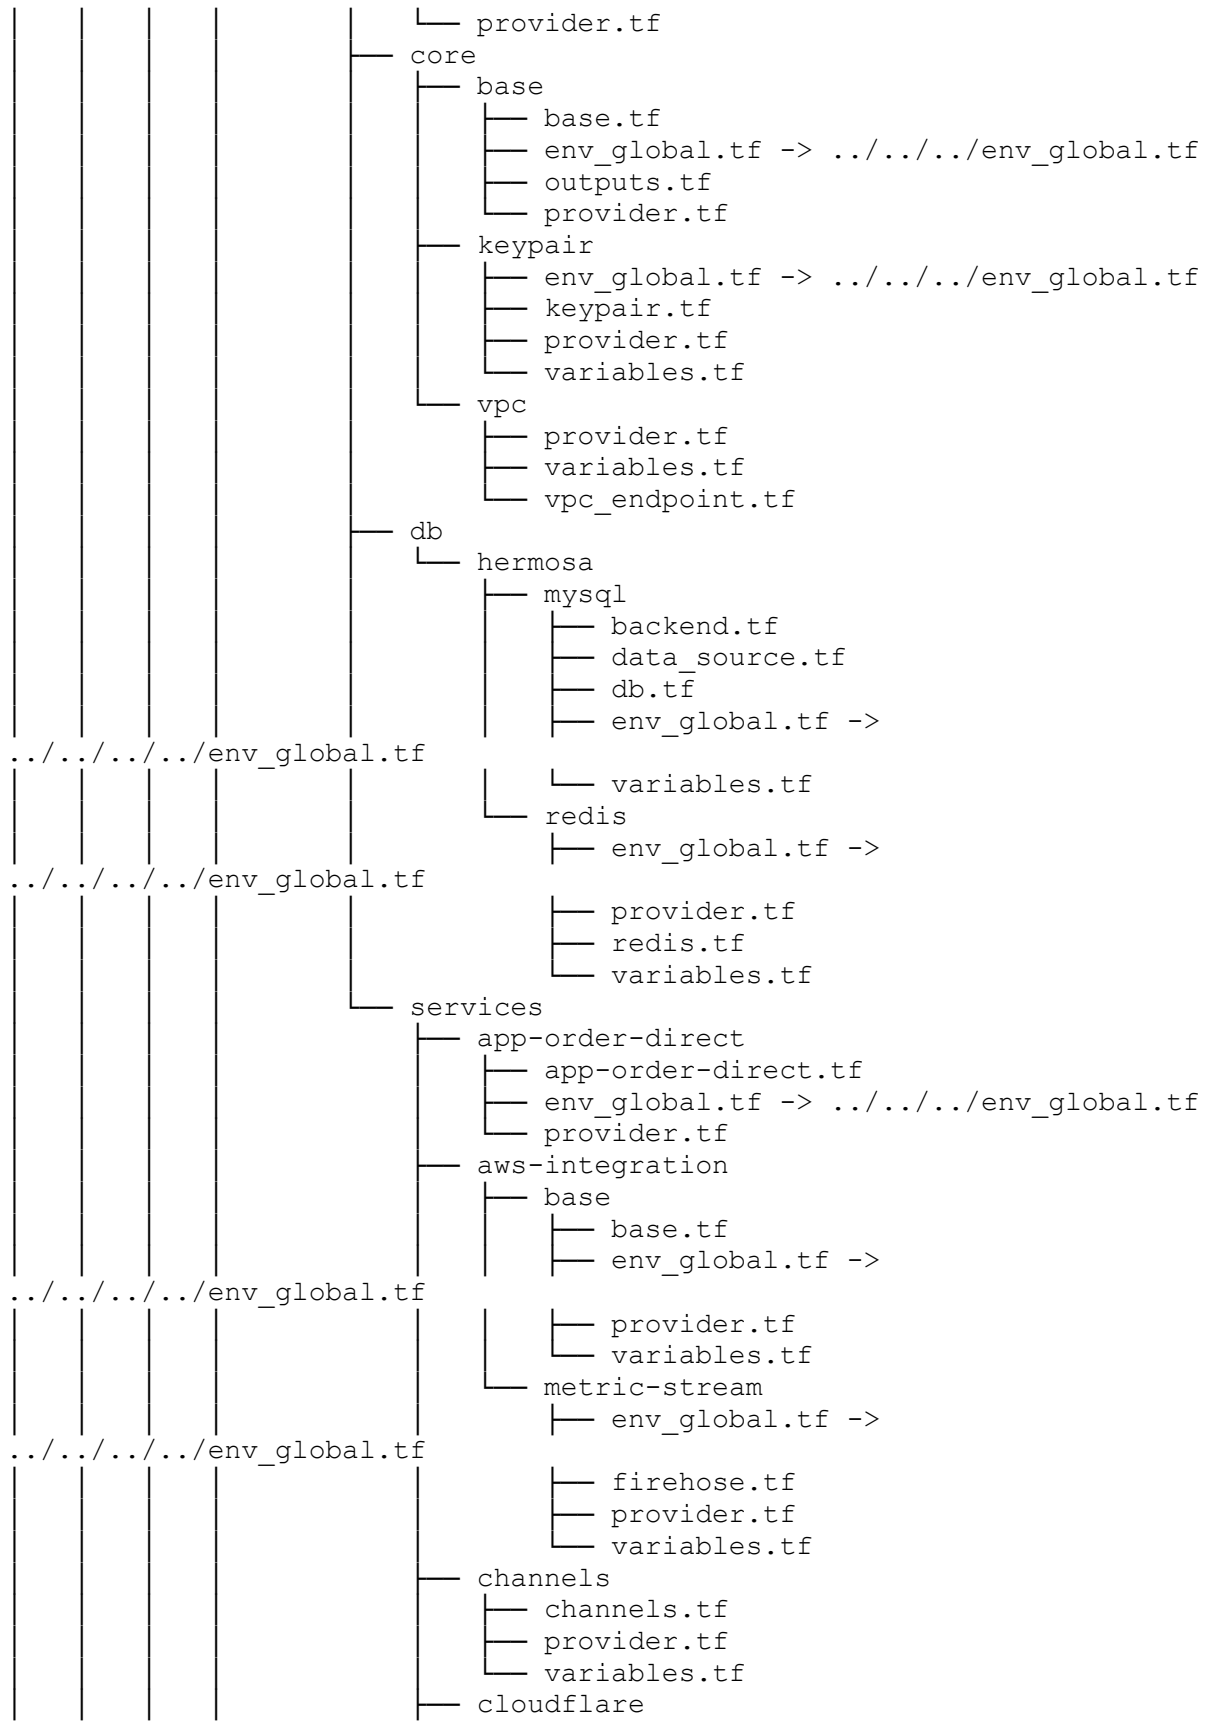 │   │   │   │       │   └── provider.tf
│   │   │   │       ├── core
│   │   │   │       │   ├── base
│   │   │   │       │   │   ├── base.tf
│   │   │   │       │   │   ├── env_global.tf -> ../../../env_global.tf
│   │   │   │       │   │   ├── outputs.tf
│   │   │   │       │   │   └── provider.tf
│   │   │   │       │   ├── keypair
│   │   │   │       │   │   ├── env_global.tf -> ../../../env_global.tf
│   │   │   │       │   │   ├── keypair.tf
│   │   │   │       │   │   ├── provider.tf
│   │   │   │       │   │   └── variables.tf
│   │   │   │       │   └── vpc
│   │   │   │       │       ├── provider.tf
│   │   │   │       │       ├── variables.tf
│   │   │   │       │       └── vpc_endpoint.tf
│   │   │   │       ├── db
│   │   │   │       │   └── hermosa
│   │   │   │       │       ├── mysql
│   │   │   │       │       │   ├── backend.tf
│   │   │   │       │       │   ├── data_source.tf
│   │   │   │       │       │   ├── db.tf
│   │   │   │       │       │   ├── env_global.tf ->
../../../../env_global.tf
│   │   │   │       │       │   └── variables.tf
│   │   │   │       │       └── redis
│   │   │   │       │           ├── env_global.tf ->
../../../../env_global.tf
│   │   │   │       │           ├── provider.tf
│   │   │   │       │           ├── redis.tf
│   │   │   │       │           └── variables.tf
│   │   │   │       └── services
│   │   │   │           ├── app-order-direct
│   │   │   │           │   ├── app-order-direct.tf
│   │   │   │           │   ├── env_global.tf -> ../../../env_global.tf
│   │   │   │           │   └── provider.tf
│   │   │   │           ├── aws-integration
│   │   │   │           │   ├── base
│   │   │   │           │   │   ├── base.tf
│   │   │   │           │   │   ├── env_global.tf ->
../../../../env_global.tf
│   │   │   │           │   │   ├── provider.tf
│   │   │   │           │   │   └── variables.tf
│   │   │   │           │   └── metric-stream
│   │   │   │           │       ├── env_global.tf ->
../../../../env_global.tf
│   │   │   │           │       ├── firehose.tf
│   │   │   │           │       ├── provider.tf
│   │   │   │           │       └── variables.tf
│   │   │   │           ├── channels
│   │   │   │           │   ├── channels.tf
│   │   │   │           │   ├── provider.tf
│   │   │   │           │   └── variables.tf
│   │   │   │           ├── cloudflare